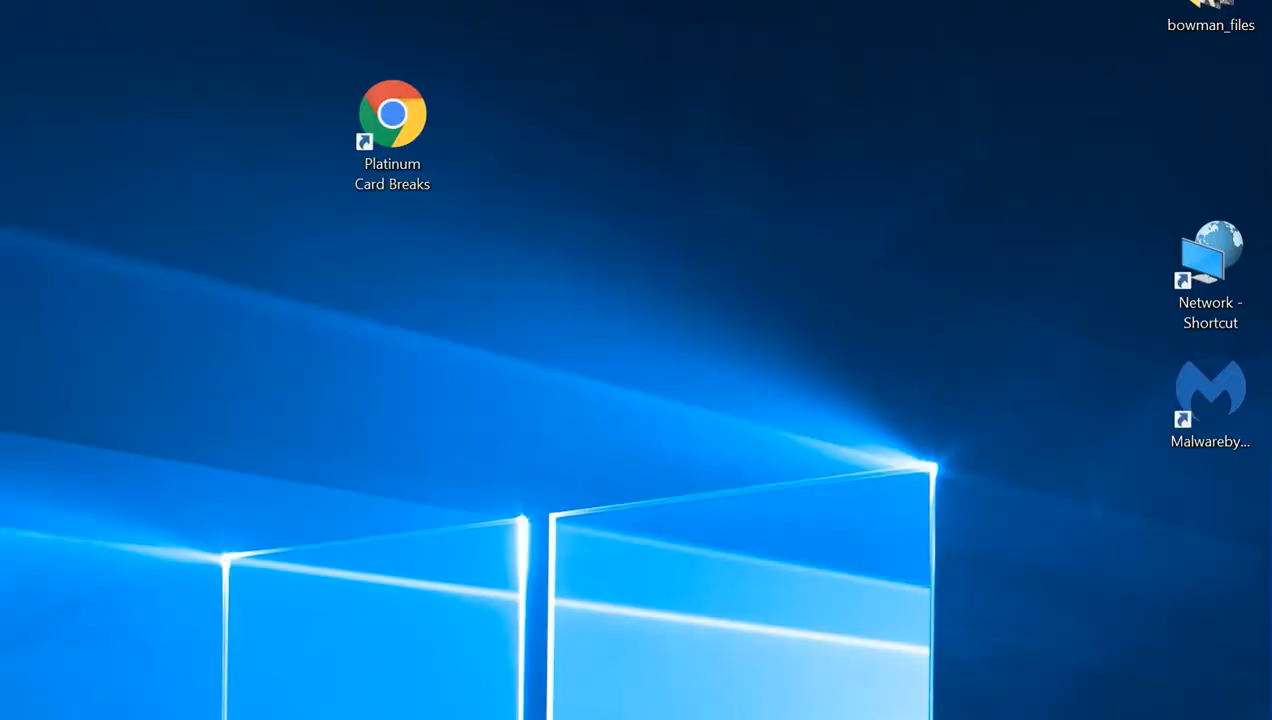 bowman_files
Platinum
Card Breaks
Network -
Shortcut
Malwareby...